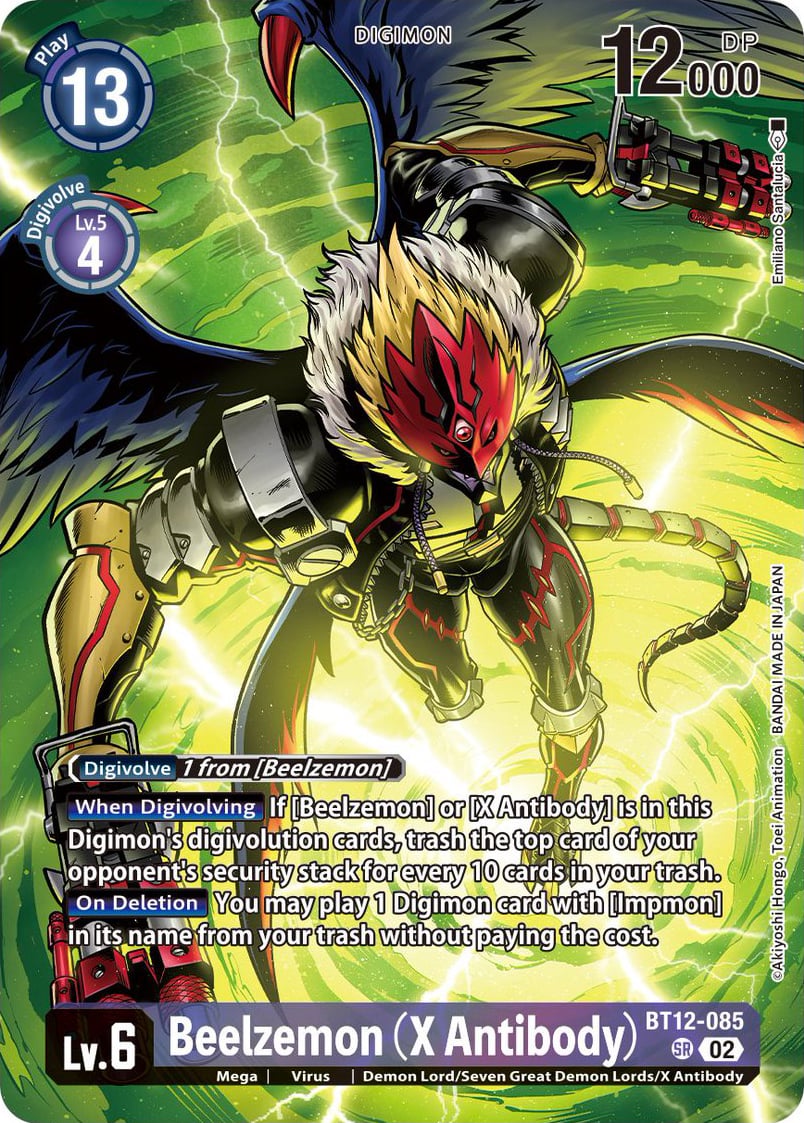 DIGIMON
Play
13
12000
DP
Digivolve
Lv.5
4
Emiliano Santalucia
Digivolve 1 from [Beelzemon]
When Digivolving If [Beelzemon] or [X Antibody] is in this
Digimon's digivolution cards, trash the top card of your
opponent's security stack for every 10 cards in your trash.
On Deletion You may play 1 Digimon card with [Impmon]
in its name from your trash without paying the cost.
©Akiyoshi Hongo, Toei Animation BANDAI MADE IN JAPAN
Lv.6
Beelzemon (X Antibody)
BT12-085
SR 02
Mega | Virus | Demon Lord/Seven Great Demon Lords/X Antibody